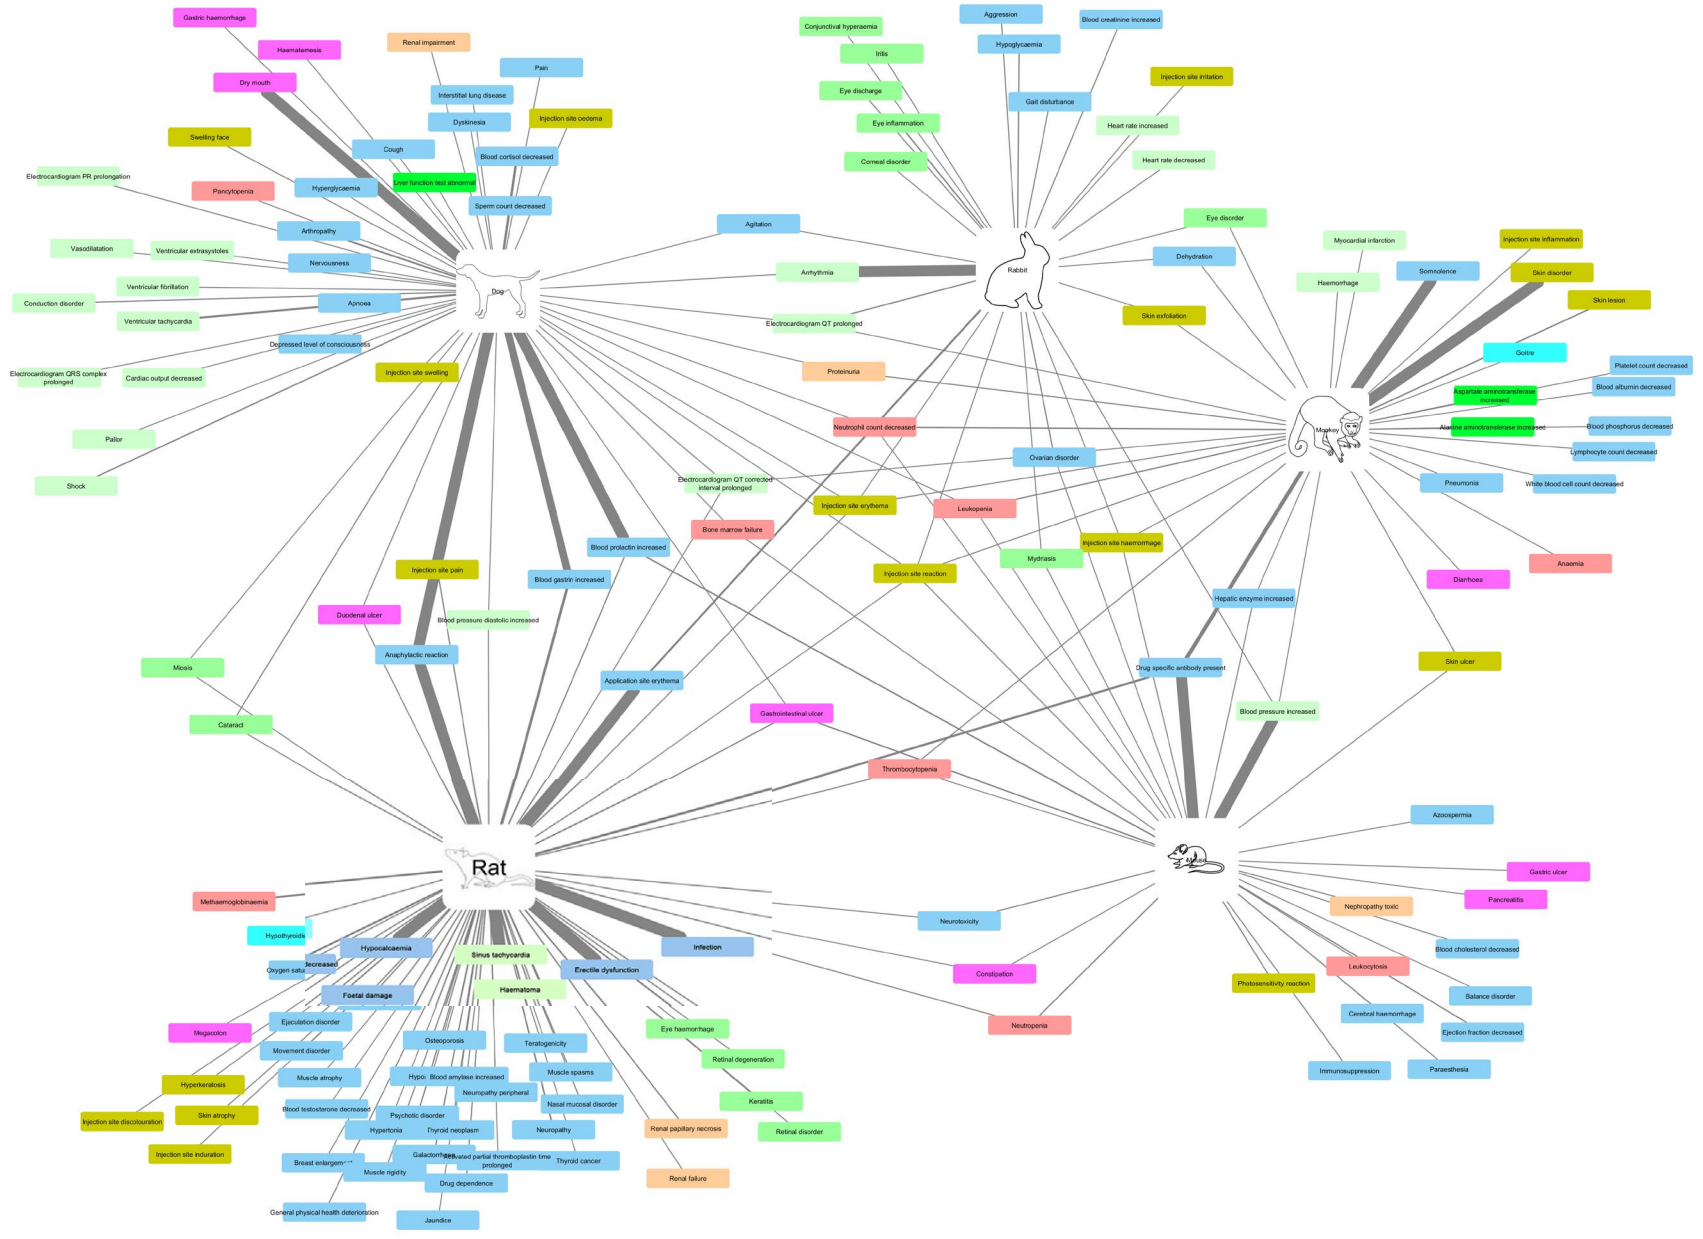 Gastric haemorrhage
Haematemesis
Dry mouth
Renal impairment
Pain
Interstitial lung disease
Dyskinesia
Injection site oedema
Swelling face
Cough
Blood cortisol decreased
Electrocardiogram PR prolongation
Pancytopenia
Hyperglycaemia
Liver function test abnormal
Sperm count decreased
Arthropathy
Vasodilatation
Ventricular extrasystoles
Nervousness
Ventricular fibrillation
Conduction disorder
Apnoea
Ventricular tachycardia
Depressed level of consciousness
Electrocardiogram QRS complex
prolonged
Cardiac output decreased
Injection site swelling
Pallor
Shock
Dog
Aggression
Blood creatinine increased
Conjunctival hyperaemia
Iritis
Hypoglycaemia
Injection site irritation
Eye discharge
Gait disturbance
Eye inflammation
Heart rate increased
Corneal disorder
Heart rate decreased
Agitation
Eye disorder
Rabbit
Arrhythmia
Dehydration
Myocardial infarction
Injection site inflammation
Somnolence
Skin disorder
Haemorrhage
Skin lesion
Electrocardiogram QT prolonged
Skin exfoliation
Goitre
Platelet count decreased
Proteinuria
Aspartate aminotransferase
increased
Blood albumin decreased
Neutrophil count decreased
Monkey
Alanine aminotransferase increased
Blood phosphorus decreased
Ovarian disorder
Lymphocyte count decreased
Electrocardiogram QT corrected
interval prolonged
Pneumonia
White blood cell count decreased
Injection site erythema
Leukopenia
Bone marrow failure
Blood prolactin increased
Injection site haemorrhage
Mydriasis
Anaemia
Injection site pain
Injection site reaction
Blood gastrin increased
Diarrhoea
Hepatic enzyme increased
Duodenal ulcer
Blood pressure diastolic increased
Anaphylactic reaction
Miosis
Drug specific antibody present
Skin ulcer
Application site erythema
Cataract
Gastrointestinal ulcer
Blood pressure increased
Thrombocytopenia
Azoospermia
Rat
Mouse
Gastric ulcer
Pancreatitis
Methaemoglobinaemia
Nephropathy toxic
Neurotoxicity
Hypothyroidi
Hypocalcaemia
Infection
Blood cholesterol decreased
Sinus tachycardia
Oxygen satu
decreased
Erectile dysfunction
Constipation
Leukocytosis
Photosensitivity reaction
Foetal damage
Haematoma
Balance disorder
Cerebral haemorrhage
Ejaculation disorder
Neutropenia
Eye haemorrhage
Megacolon
Ejection fraction decreased
Osteoporosis
Teratogenicity
Movement disorder
Retinal degeneration
Immunosuppression
Paraesthesia
Muscle atrophy
Hypo
Blood amylase increased
Muscle spasms
Hyperkeratosis
Neuropathy peripheral
Keratitis
Blood testosterone decreased
Nasal mucosal disorder
Skin atrophy
Psychotic disorder
Injection site discolouration
Hypertonia
Thyroid neoplasm
Neuropathy
Renal papillary necrosis
Retinal disorder
Injection site induration
Galactorrhoea
Activated partial thromboplastin time
prolonged
Thyroid cancer
Breast enlargement
Muscle rigidity
Renal failure
Drug dependence
General physical health deterioration
Jaundice